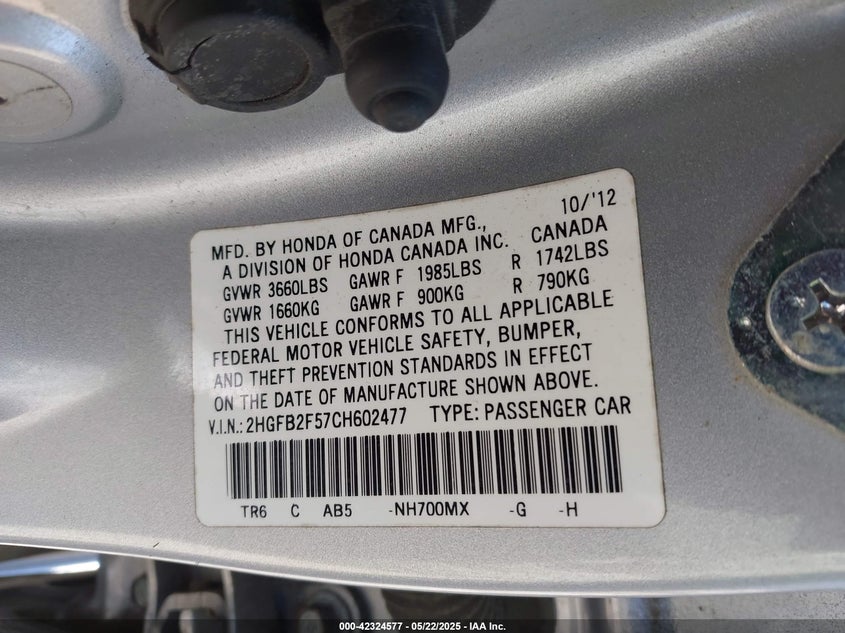 10/'12
MFD. BY HONDA OF CANADA MFG., CANADA
A DIVISION OF HONDA CANADA INC.
GVWR 3660LBS GAWR F 1985LBS R 1742LBS
GVWR 1660KG GAWR F 900KG R 790KG
THIS VEHICLE CONFORMS TO ALL APPLICABLE
FEDERAL MOTOR VEHICLE SAFETY, BUMPER,
AND THEFT PREVENTION STANDARDS IN EFFECT
ON THE DATE OF MANUFACTURE SHOWN ABOVE.
V.I.N.: 2HGFB2F57CH602477 TYPE: PASSENGER CAR
TR6 C AB5 -NH700MX -G -H
000-42324577 - 05/22/2025 - IAA Inc.